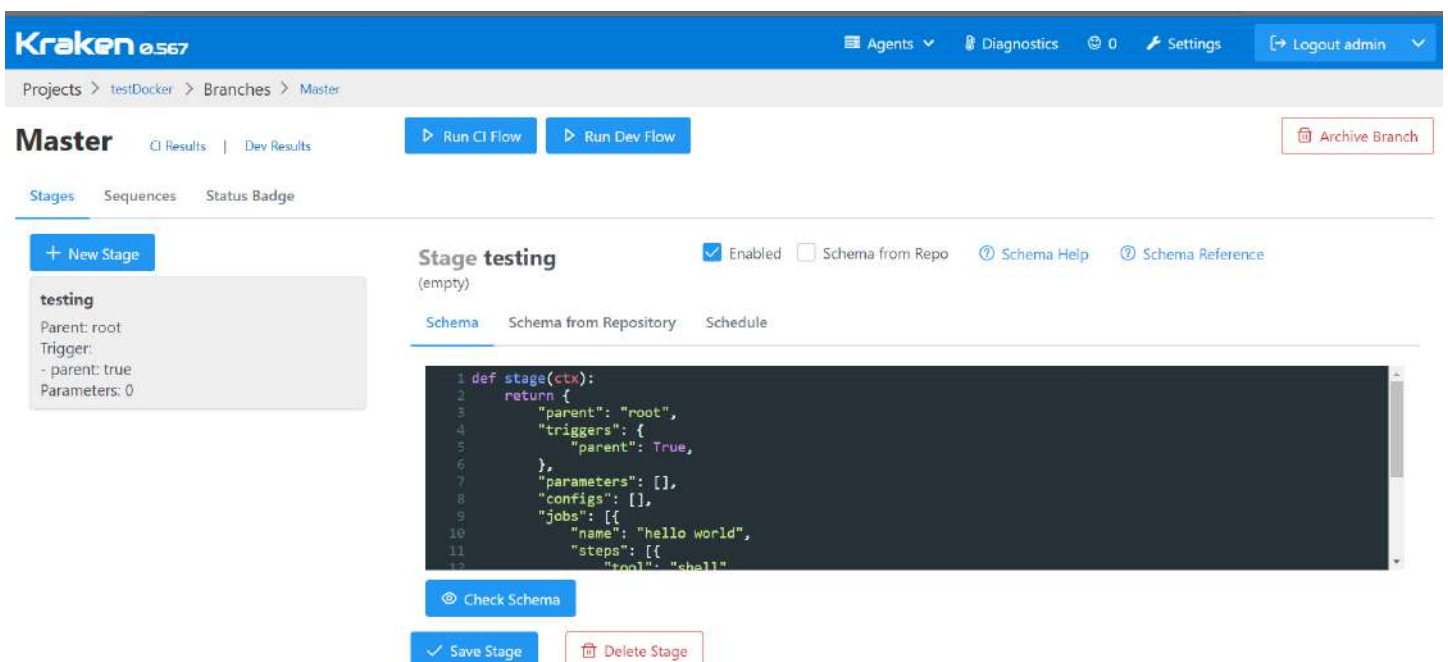 Kraken 0.567 Agents Diagnostics 0 Settings Logout admin
Projects > testDocker > Branches > Master
Master CI Results | Dev Results Run CI Flow Run Dev Flow Archive Branch
Stages Sequences Status Badge
+ New Stage
testing
Parent: root
Trigger:
- parent: true
Parameters: 0
Stage testing Enabled Schema from Repo Schema Help Schema Reference
(empty)
Schema Schema from Repository Schedule
1 def stage(ctx):
2 return {
3 "parent": "root",
4 "triggers": {
5 "parent": True,
6 },
7 "parameters": [],
8 "configs": [],
9 "jobs": [{
10 "name": "hello world",
11 "steps": [{
12 "tool": "shell"
Check Schema
Save Stage Delete Stage